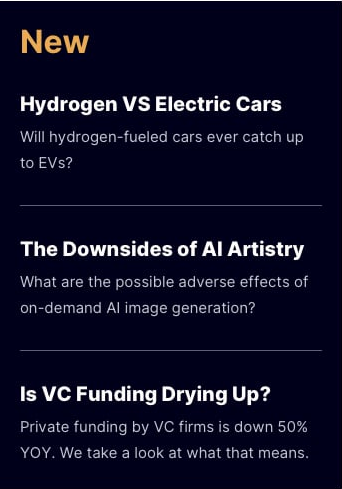 New
Hydrogen VS Electric Cars
Will hydrogen-fueled cars ever catch up
to EVs?
The Downsides of AI Artistry
What are the possible adverse effects of
on-demand AI image generation?
Is VC Funding Drying Up?
Private funding by VC firms is down 50%
YOY. We take a look at what that means.